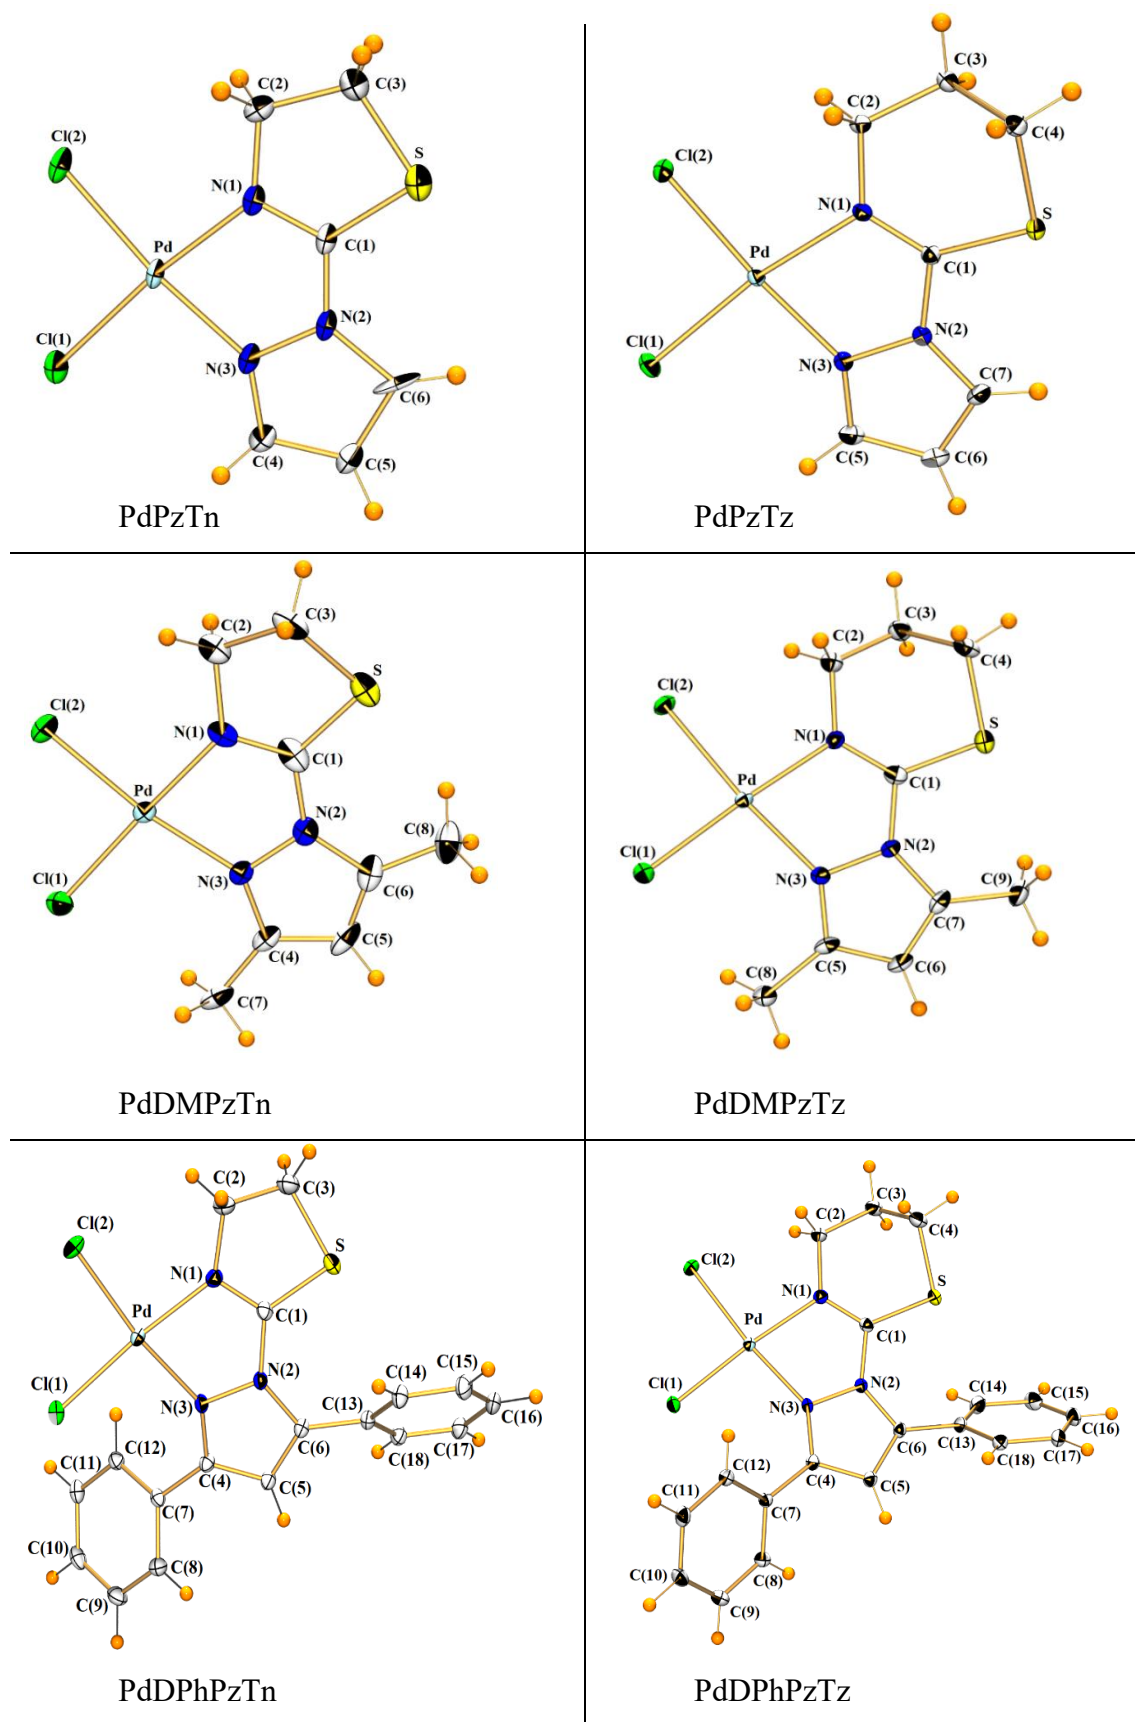 C(2)
C(3)
Cl(2)
S
N(1)
Pd
C(1)
Cl(1)
N(2)
N(3)
C(6)
C(4)
C(5)
PdPzTn
C(3)
C(2)
C(4)
Cl(2)
N(1)
S
Pd
C(1)
Cl(1)
N(2)
N(3)
C(7)
C(5)
C(6)
PdPzTz
C(3)
C(2)
S
Cl(2)
N(1)
C(1)
Pd
N(2)
C(8)
Cl(1)
N(3)
C(6)
C(5)
C(4)
C(7)
PdDMPzTn
C(3)
C(2)
C(4)
Cl(2)
S
N(1)
Pd
C(1)
Cl(1)
N(2)
N(3)
C(9)
C(7)
C(8)
C(5)
C(6)
PdDMPzTz
C(2)
C(3)
Cl(2)
S
N(1)
Pd
C(1)
N(2)
C(15)
C(14)
Cl(1)
N(3)
C(13)
C(16)
C(6)
C(17)
C(18)
C(12)
C(11)
C(4)
C(5)
C(7)
C(10)
C(8)
C(9)
PdDPhPzTn
C(3)
C(2)
C(4)
Cl(2)
S
N(1)
Pd
C(1)
N(2)
Cl(1)
N(3)
C(14)
C(15)
C(16)
C(13)
C(6)
C(18)
C(17)
C(12)
C(4)
C(5)
C(11)
C(7)
C(10)
C(8)
C(9)
PdDPhPzTz